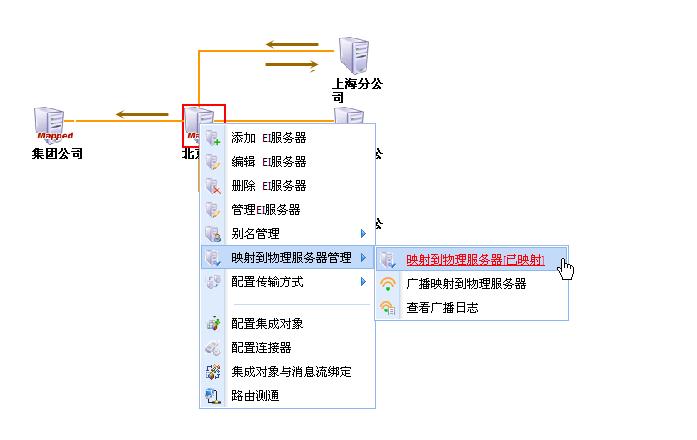 上海分公
司
Mapped
集团公司
北京
公
公
添加 EI服务器
编辑 EI服务器
删除 EI服务器
管理EI服务器
别名管理
映射到物理服务器管理
配置传输方式
配置集成对象
配置连接器
集成对象与消息流绑定
路由测通
映射到物理服务器[已映射]
广播映射到物理服务器
查看广播日志